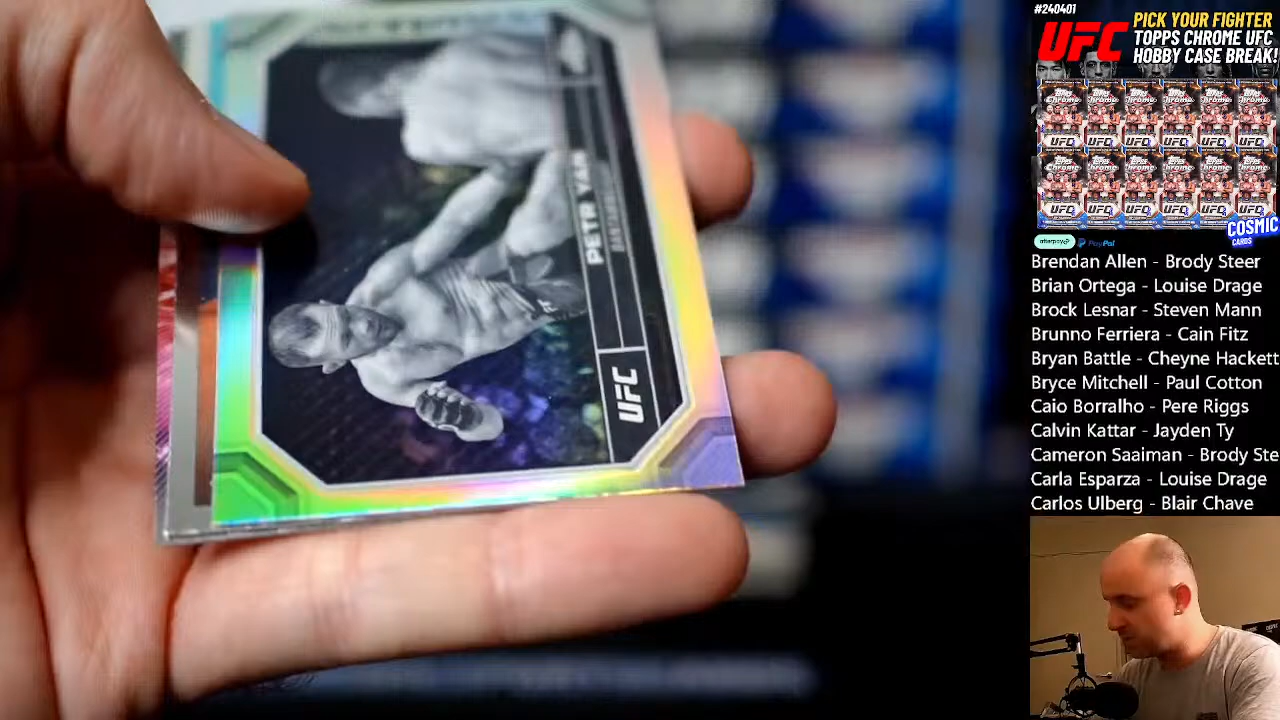 #240401
UFC
PICK YOUR FIGHTER
TOPPS CHROME UFC
HOBBY CASE BREAK!
COSMIC
CARDS
afterpay
PayPal
Brendan Allen - Brody Steer
Brian Ortega - Louise Drage
Brock Lesnar - Steven Mann
Brunno Ferriera - Cain Fitz
Bryan Battle - Cheyne Hackett
Bryce Mitchell - Paul Cotton
Caio Borralho - Pere Riggs
Calvin Kattar - Jayden Ty
Cameron Saaiman - Brody Ste
Carla Esparza - Louise Drage
Carlos Ulberg - Blair Chave
PETR YAN
UFC